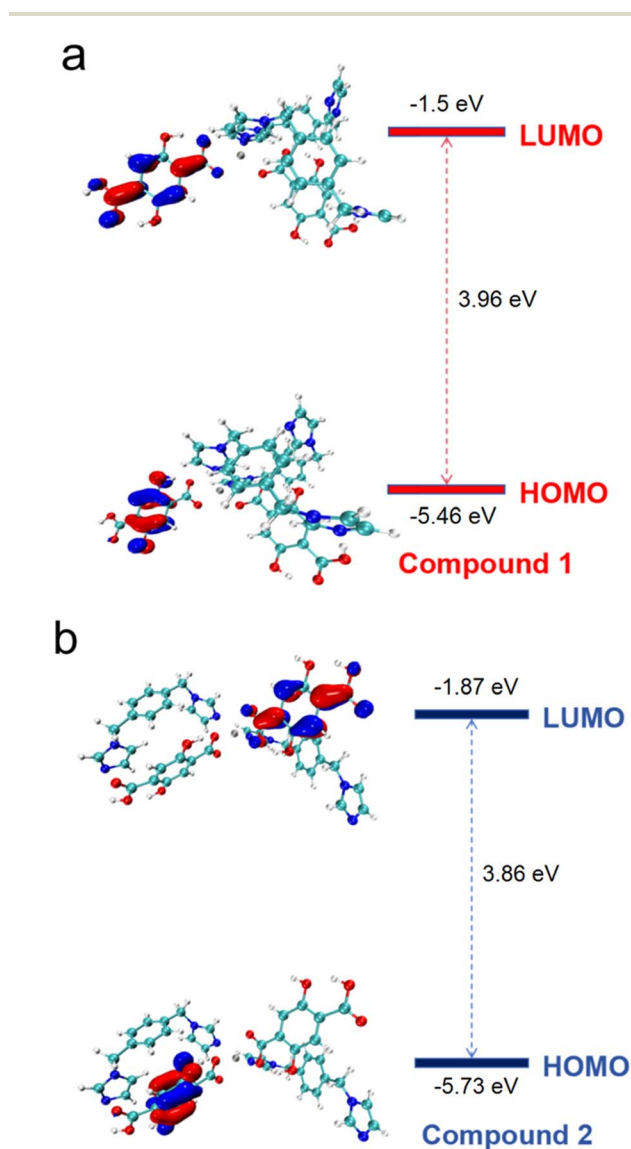 a
-1.5 eV
LUMO
3.96 eV
HOMO
-5.46 eV
Compound 1
b
-1.87 eV
LUMO
3.86 eV
HOMO
-5.73 eV
Compound 2